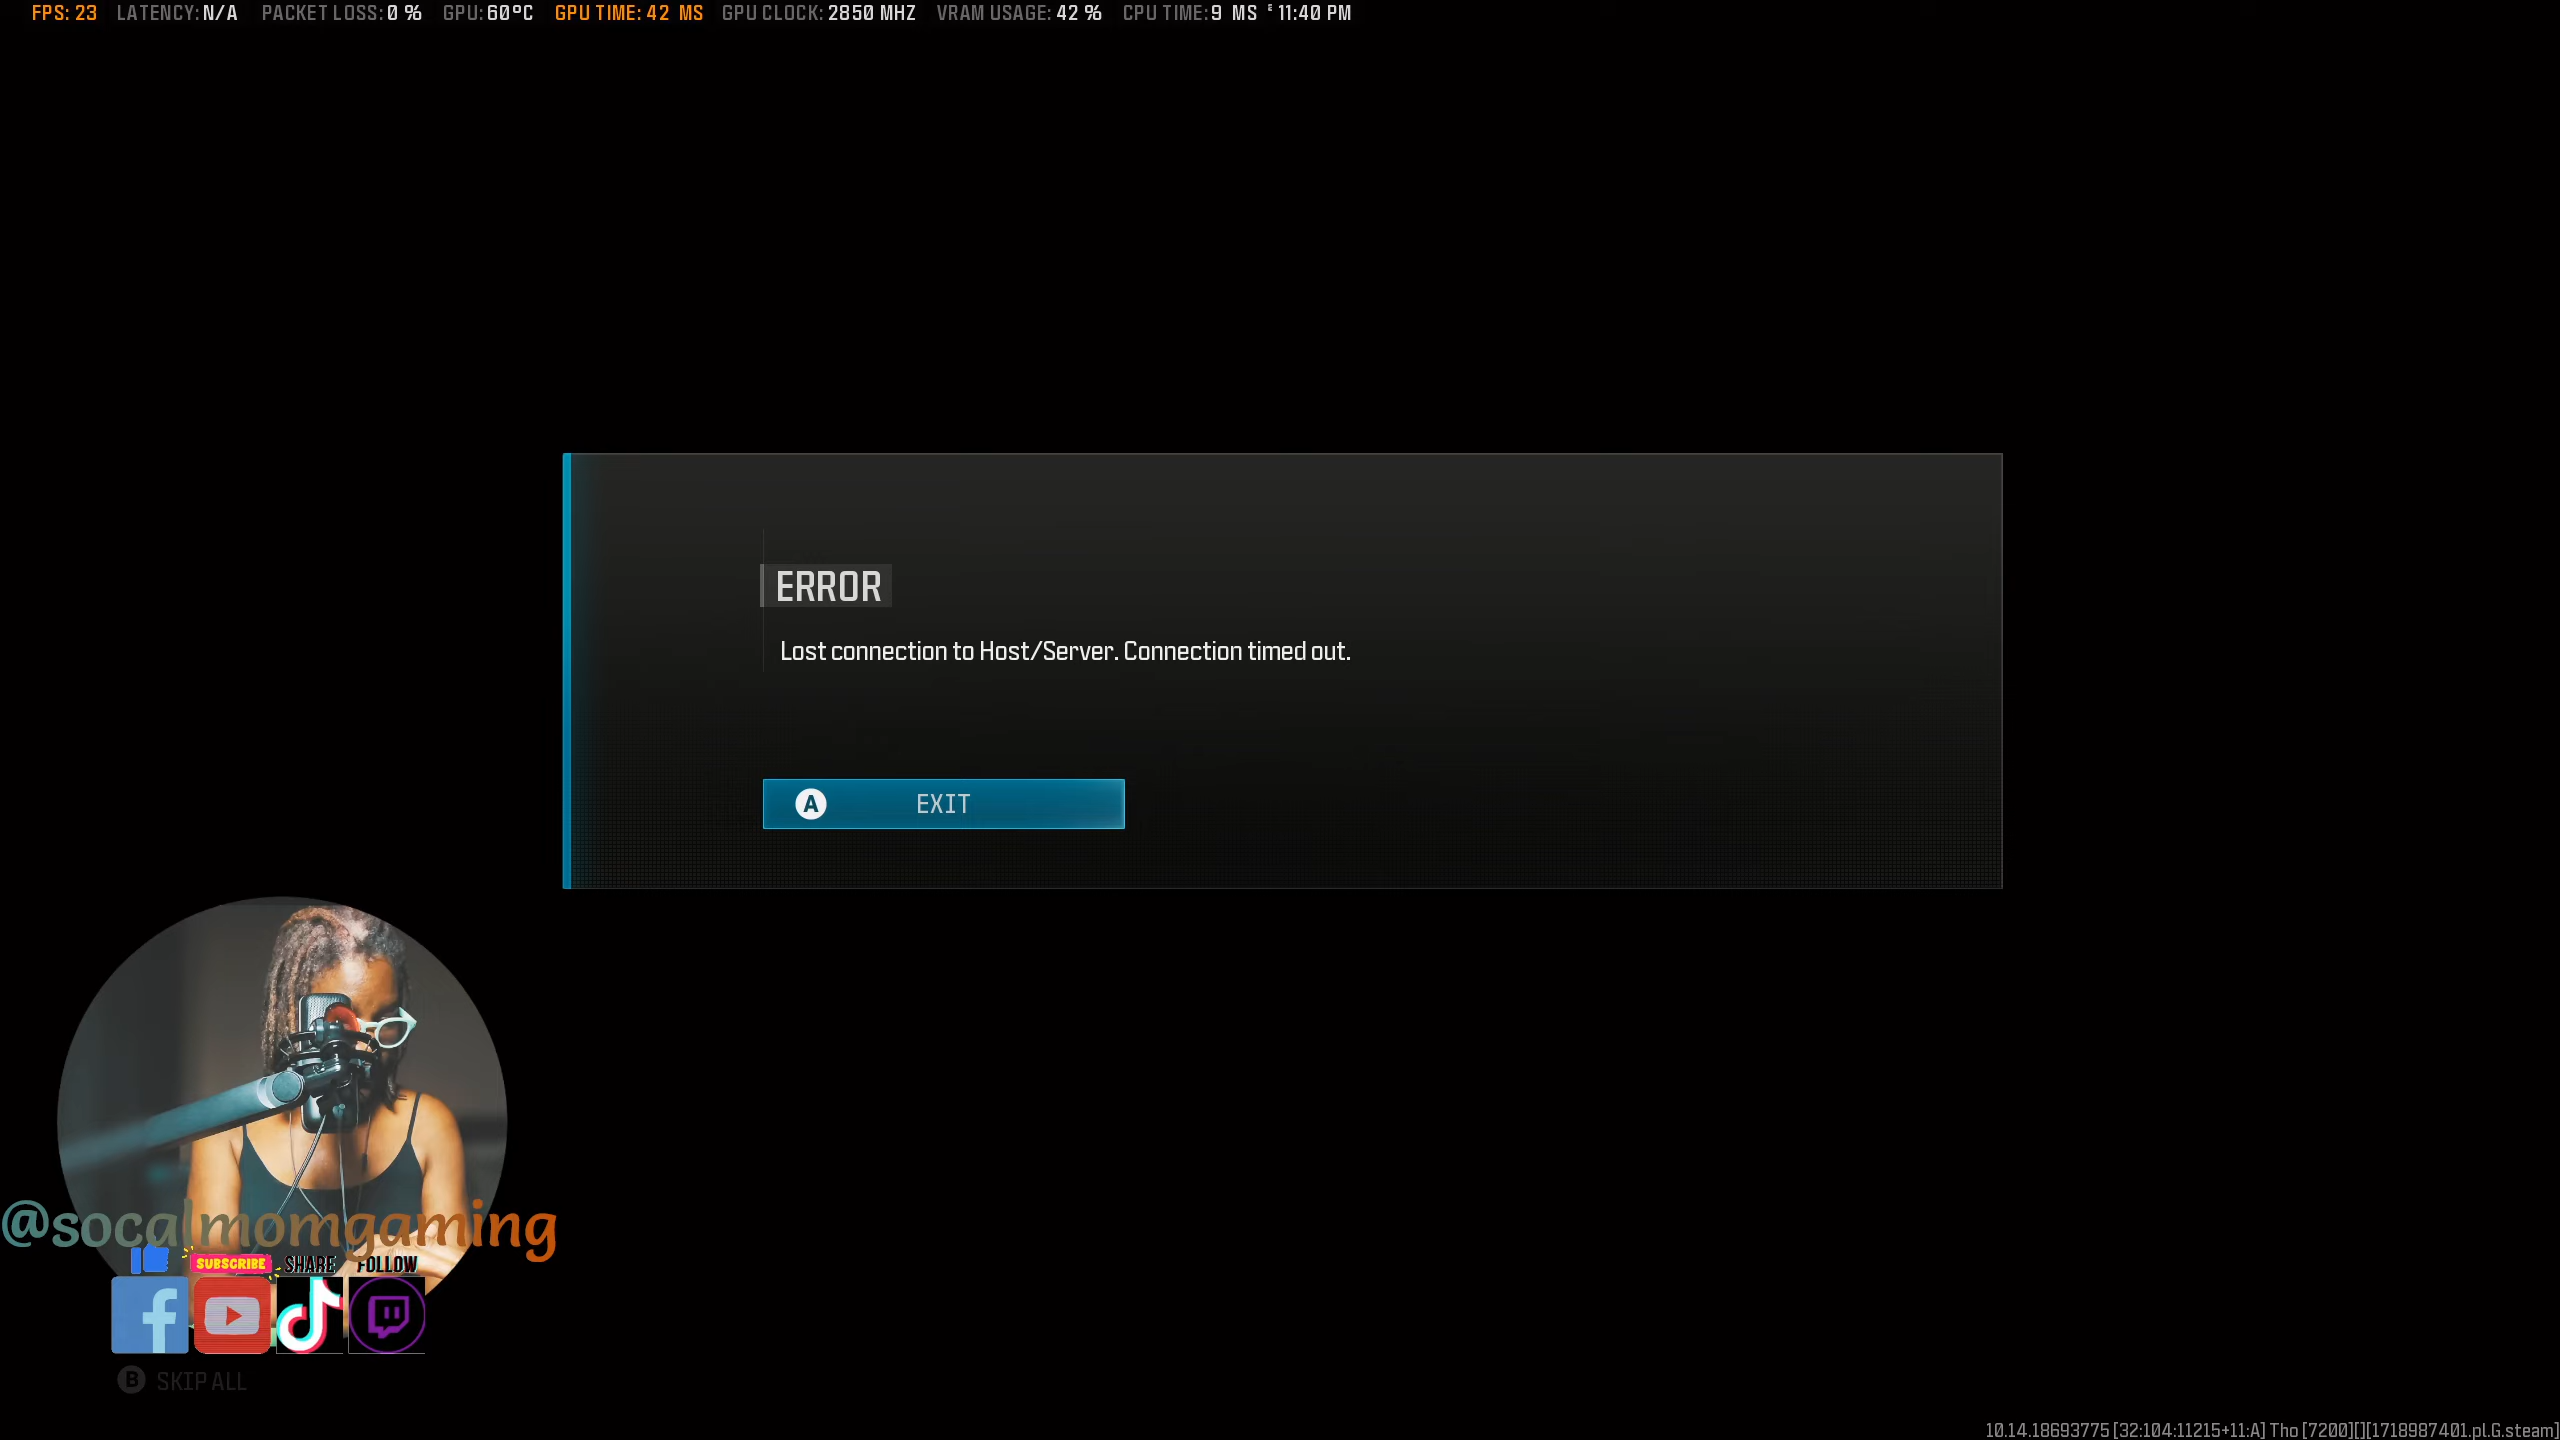 FPS: 23 LATENCY: N/A PACKET LOSS: 0 % GPU: 60°C GPU TIME: 42 MS GPU CLOCK: 2850 MHZ VRAM USAGE: 42 % CPU TIME: 9 MS 11:40 PM
ERROR
Lost connection to Host/Server. Connection timed out.
A EXIT
@socalmomgaming
SUBSCRIBE SHARE FOLLOW
B SKIP ALL
10.14.18693775 [32:104:11215+11:A] Tho [7200][][1718987401.pl.G.steam]